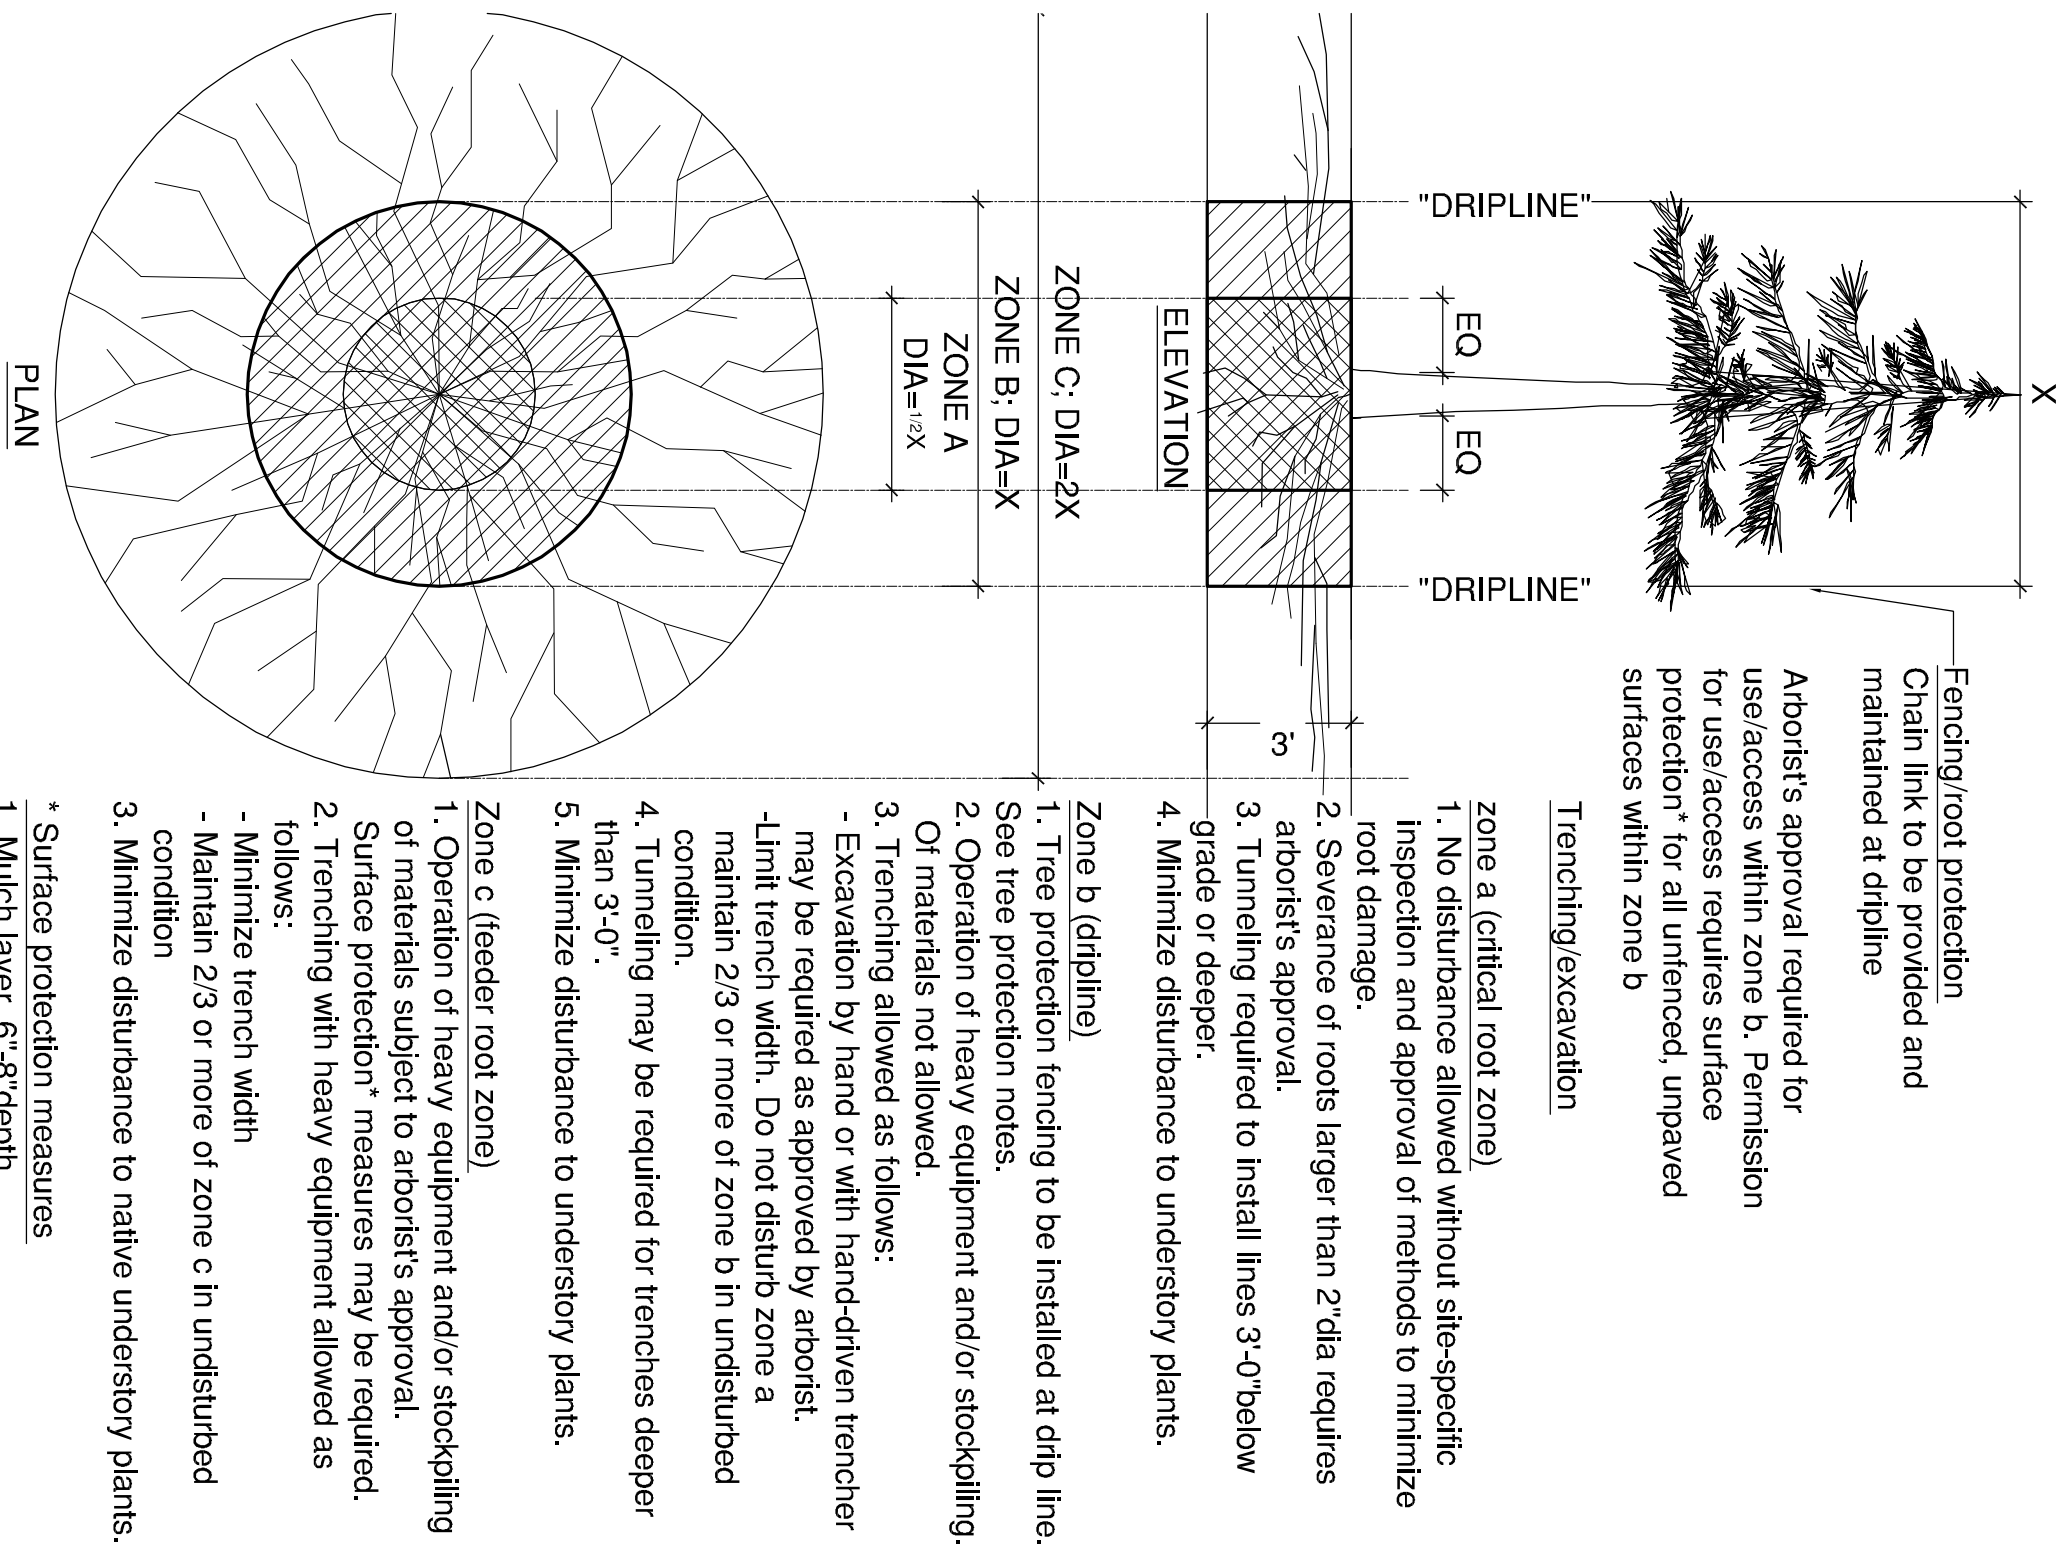 X
"DRIPLINE"
"DRIPLINE"
EQ
EQ
ELEVATION
3'
ZONE C; DIA=2X
ZONE B; DIA=X
ZONE A
DIA=1/2X
PLAN
Fencing/root protection
Chain link to be provided and
maintained at dripline
Arborist's approval required for
use/access within zone b. Permission
for use/access requires surface
protection* for all unfenced, unpaved
surfaces within zone b
Trenching/excavation
zone a (critical root zone)
1. No disturbance allowed without site-specific
inspection and approval of methods to minimize
root damage.
2. Severance of roots larger than 2"dia requires
arborist's approval.
3. Tunneling required to install lines 3'-0"below
grade or deeper.
4. Minimize disturbance to understory plants.
Zone b (dripline)
1. Tree protection fencing to be installed at drip line.
See tree protection notes.
2. Operation of heavy equipment and/or stockpiling.
Of materials not allowed.
3. Trenching allowed as follows:
- Excavation by hand or with hand-driven trencher
may be required as approved by arborist.
-Limit trench width. Do not disturb zone a
maintain 2/3 or more of zone b in undisturbed
condition.
4. Tunneling may be required for trenches deeper
than 3'-0".
5. Minimize disturbance to understory plants.
Zone c (feeder root zone)
1. Operation of heavy equipment and/or stockpiling
of materials subject to arborist's approval.
Surface protection* measures may be required.
2. Trenching with heavy equipment allowed as
follows:
- Minimize trench width
- Maintain 2/3 or more of zone c in undisturbed
condition
3. Minimize disturbance to native understory plants.
* Surface protection measures
1. Mulch layer, 6"-8"depth